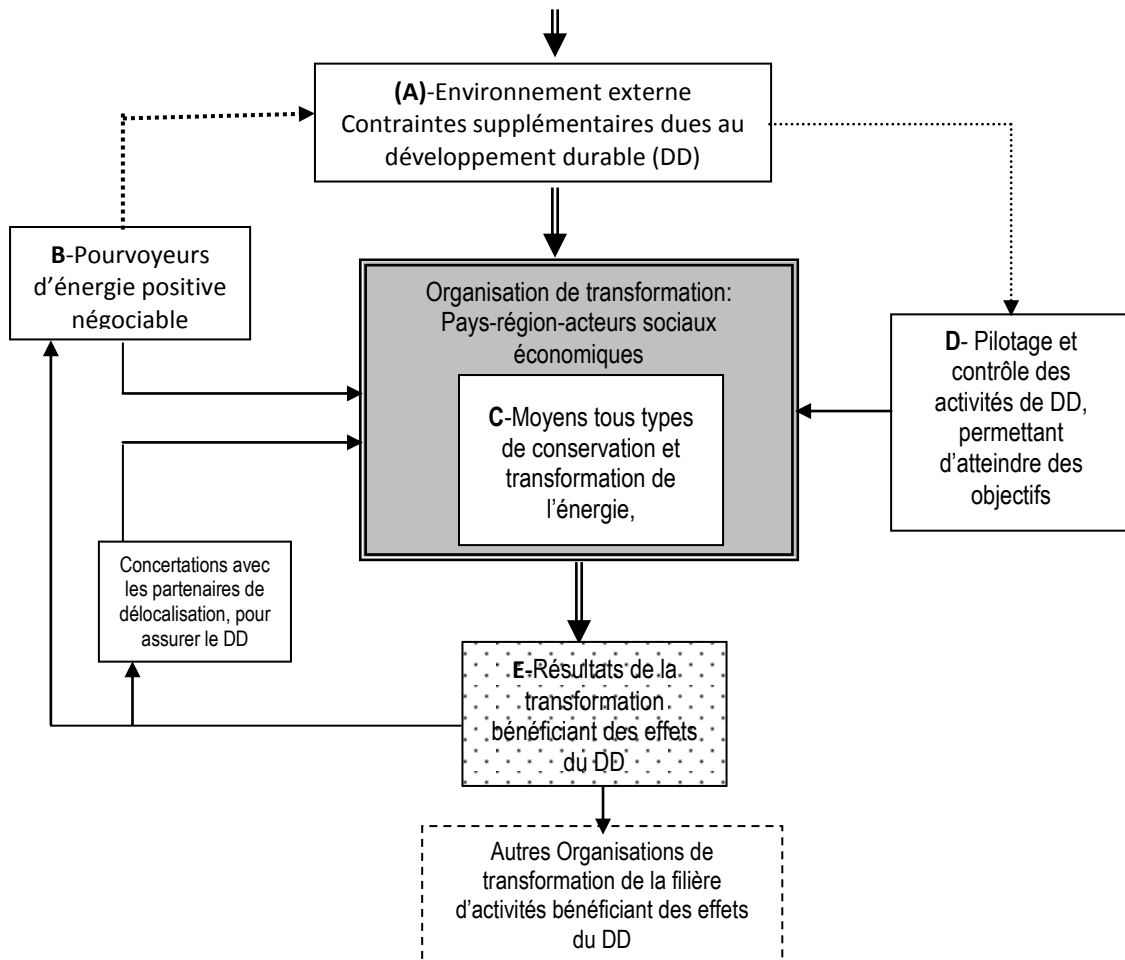 (A)-Environnement externe
Contraintes supplémentaires dues au
développement durable (DD)
B-Pourvoyeurs
d’énergie positive
négociable
Organisation de transformation:
Pays-région-acteurs sociaux
économiques
C-Moyens tous types
de conservation et
transformation de
l’énergie,
D- Pilotage et
contrôle des
activités de DD,
permettant
d’atteindre des
objectifs
Concertations avec
les partenaires de
délocalisation, pour
assurer le DD
E-Résultats de la
transformation
bénéficiant des effets
du DD
Autres Organisations de
transformation de la filière
d’activités bénéficiant des effets
du DD